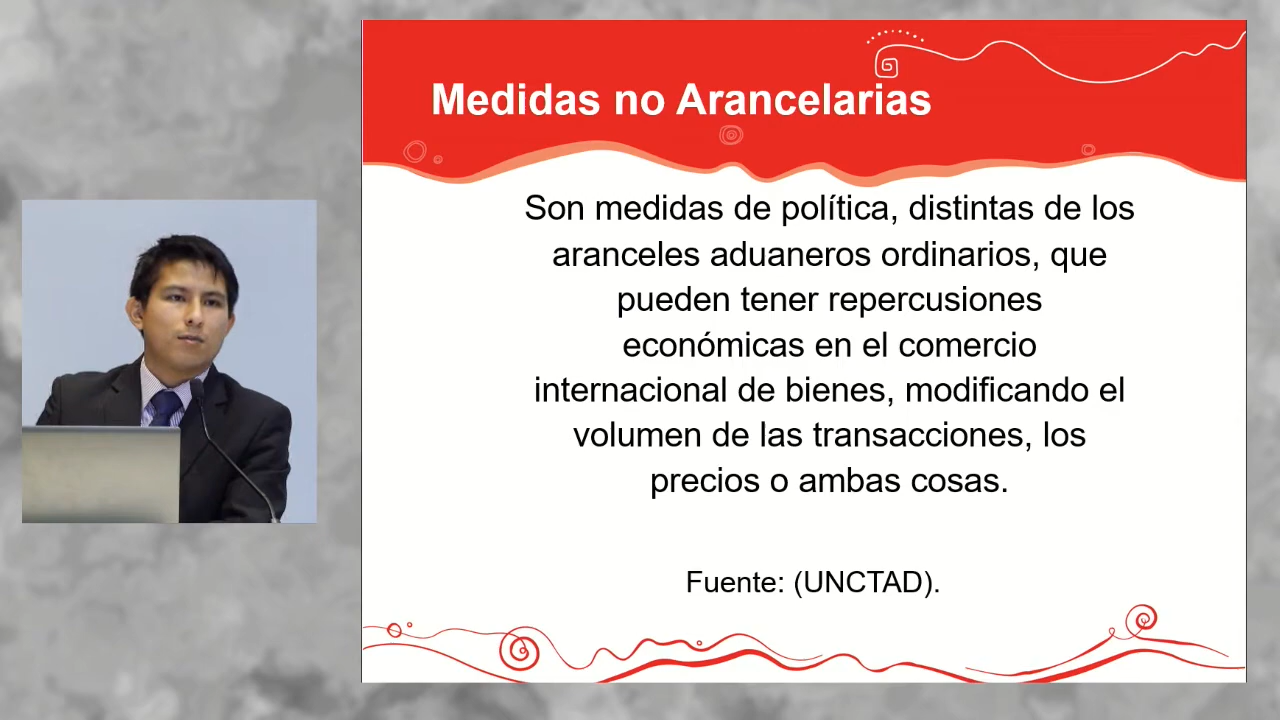 Medidas no Arancelarias
Son medidas de política, distintas de los
aranceles aduaneros ordinarios, que
pueden tener repercusiones
económicas en el comercio
internacional de bienes, modificando el
volumen de las transacciones, los
precios o ambas cosas.
Fuente: (UNCTAD).